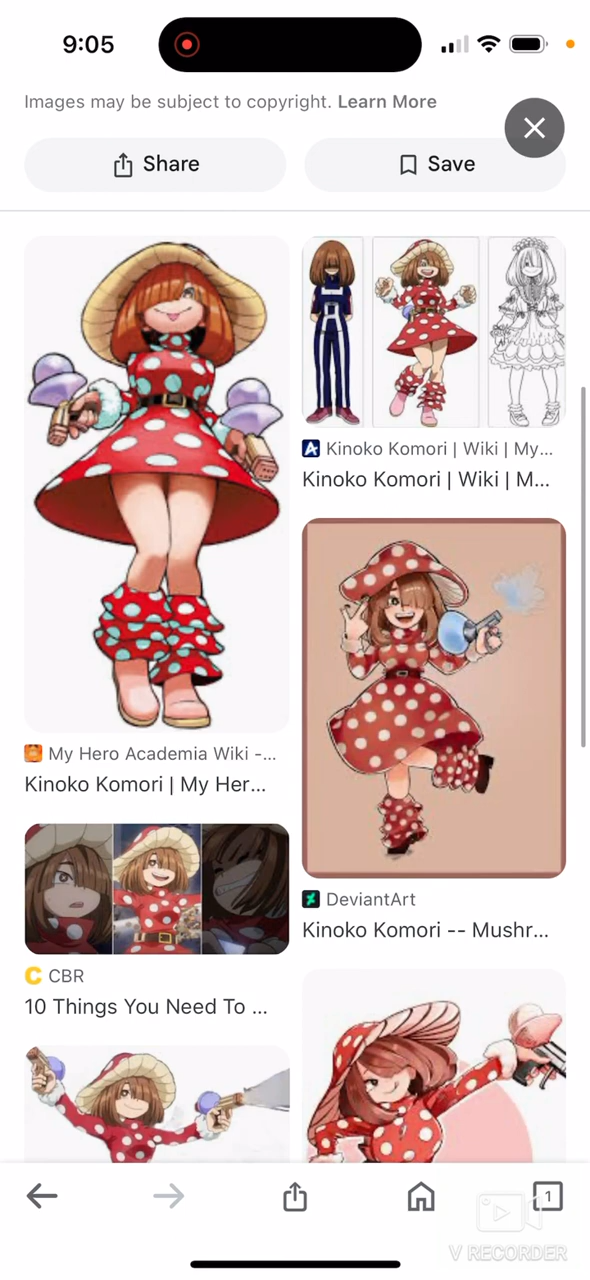 9:05
Images may be subject to copyright. Learn More
Share
Save
My Hero Academia Wiki -...
Kinoko Komori | My Her...
Kinoko Komori | Wiki | My...
Kinoko Komori | Wiki | M...
CBR
10 Things You Need To ...
DeviantArt
Kinoko Komori -- Mushr...
1
V RECORDER